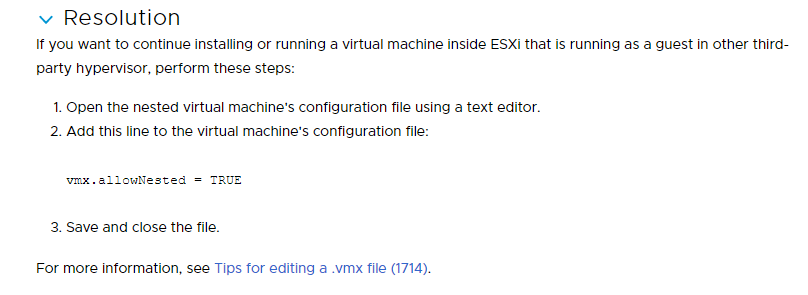 Resolution
If you want to continue installing or running a virtual machine inside ESXi that is running as a guest in other third-
party hypervisor, perform these steps:
1. Open the nested virtual machine's configuration file using a text editor.
2. Add this line to the virtual machine's configuration file:
vmx.allowNested = TRUE
3. Save and close the file.
For more information, see Tips for editing a .vmx file (1714).